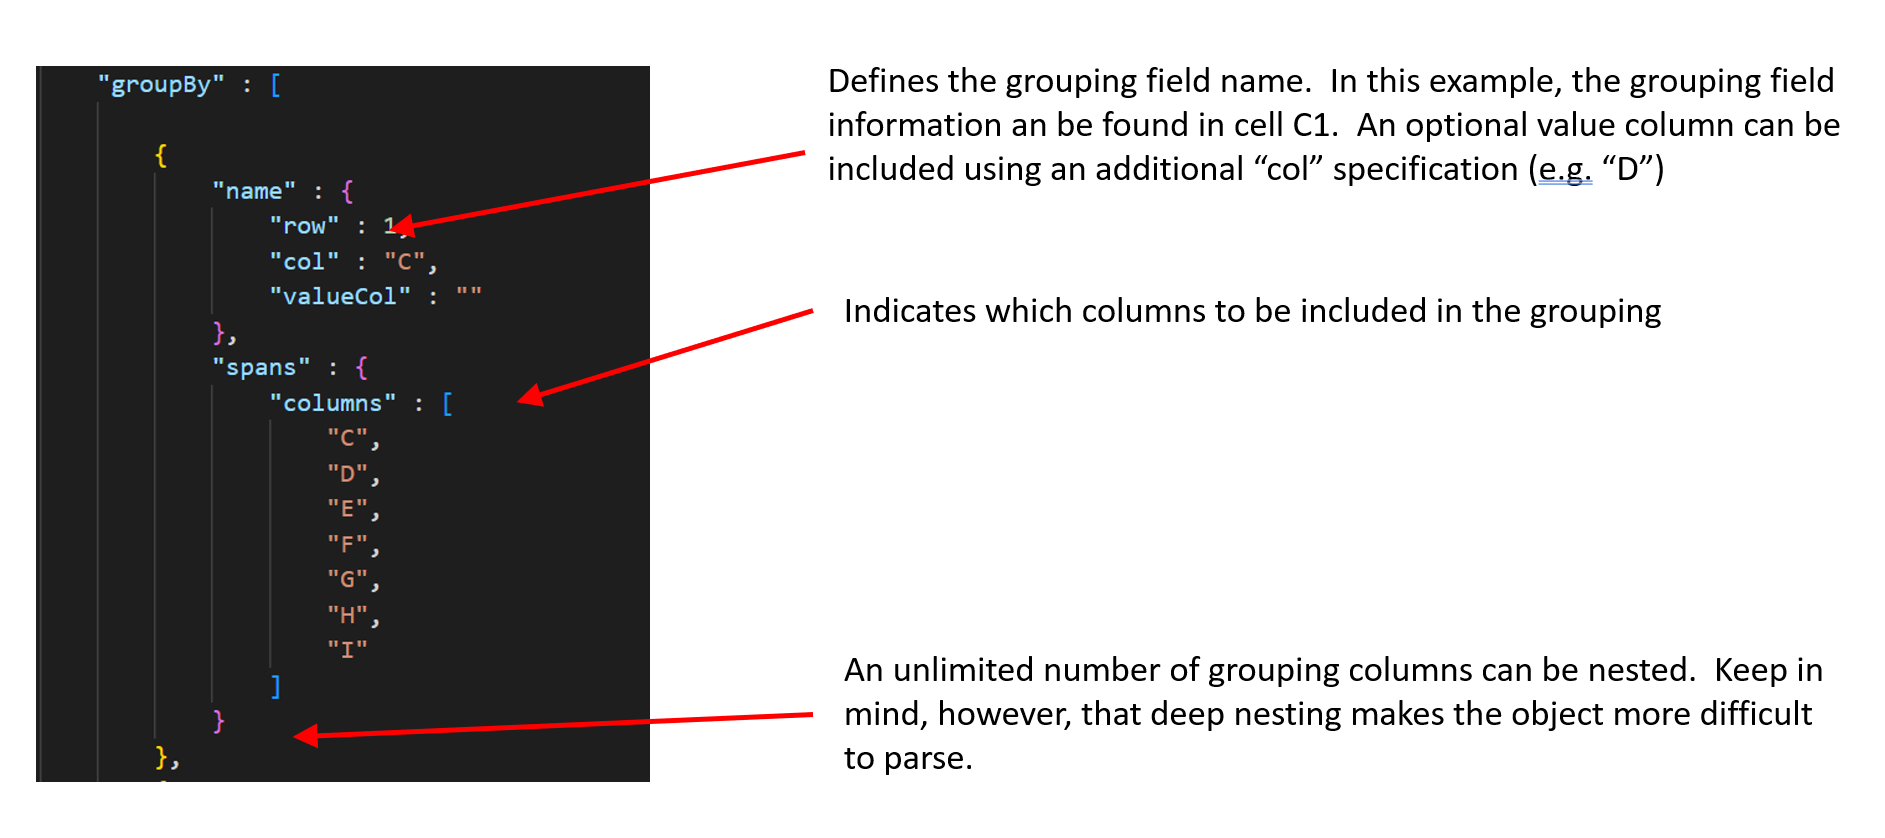 "groupBy" : [
{
"name" : {
"row" : 1,
"col" : "C",
"valueCol" : ""
},
"spans" : {
"columns" : [
"C",
"D",
"E",
"F",
"G",
"H",
"I"
]
}
},
Defines the grouping field name.  In this example, the grouping field
information an be found in cell C1.  An optional value column can be
included using an additional “col” specification (e.g. “D”)
Indicates which columns to be included in the grouping
An unlimited number of grouping columns can be nested.  Keep in
mind, however, that deep nesting makes the object more difficult
to parse.